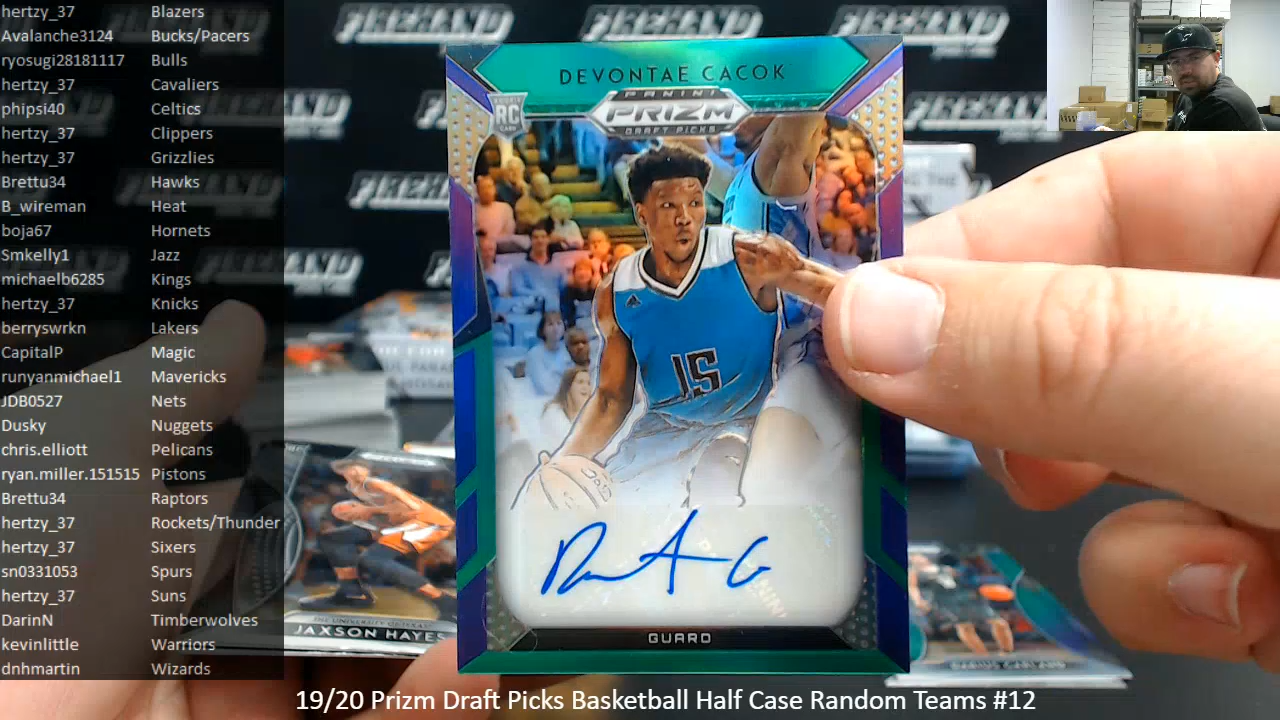 hertzy_37 Blazers
Avalanche3124 Bucks/Pacers
ryosugi28181117 Bulls
hertzy_37 Cavaliers
phipsi40 Celtics
hertzy_37 Clippers
hertzy_37 Grizzlies
Brettu34 Hawks
B_wireman Heat
boja67 Hornets
Smkelly1 Jazz
michaelb6285 Kings
hertzy_37 Knicks
berryswrkn Lakers
CapitalP Magic
runyanmichael1 Mavericks
JDB0527 Nets
Dusky Nuggets
chris.elliott Pelicans
ryan.miller.151515 Pistons
Brettu34 Raptors
hertzy_37 Rockets/Thunder
hertzy_37 Sixers
sn0331053 Spurs
hertzy_37 Suns
DarinN Timberwolves
kevinlittle Warriors
dnhmartin Wizards
DEVONTAE CACOK
ROOKIE
RC
CARD
PANINI
PRIZM
DRAFT PICKS
15
GUARD
JAXSON HAYES
DARIUS GARLAND
19/20 Prizm Draft Picks Basketball Half Case Random Teams #12